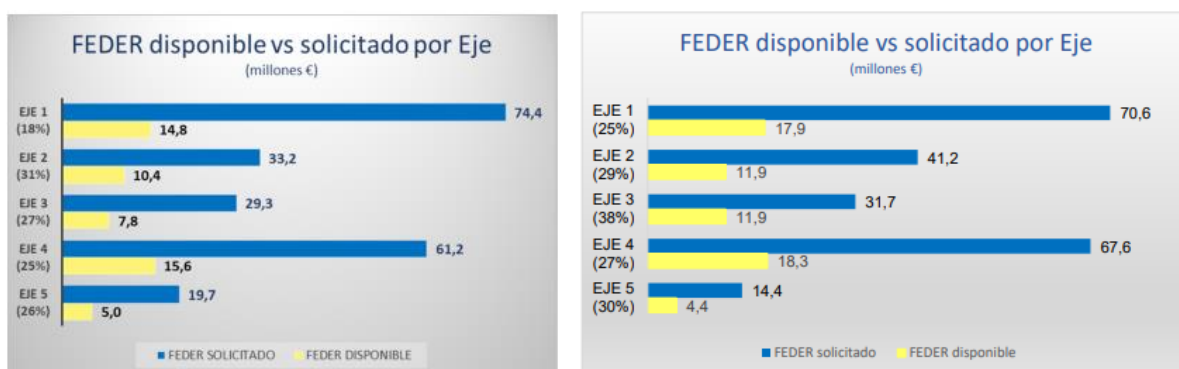 FEDER disponible vs solicitado por Eje
(millones €)
EJE 1
(18%)
74,4
14,8
EJE 2
(31%)
33,2
10,4
EJE 3
(27%)
29,3
7,8
EJE 4
(25%)
61,2
15,6
EJE 5
(26%)
19,7
5,0
FEDER SOLICITADO FEDER DISPONIBLE
FEDER disponible vs solicitado por Eje
(millones €)
EJE 1
(25%)
70,6
17,9
EJE 2
(29%)
41,2
11,9
EJE 3
(38%)
31,7
11,9
EJE 4
(27%)
67,6
18,3
EJE 5
(30%)
14,4
4,4
FEDER solicitado FEDER disponible